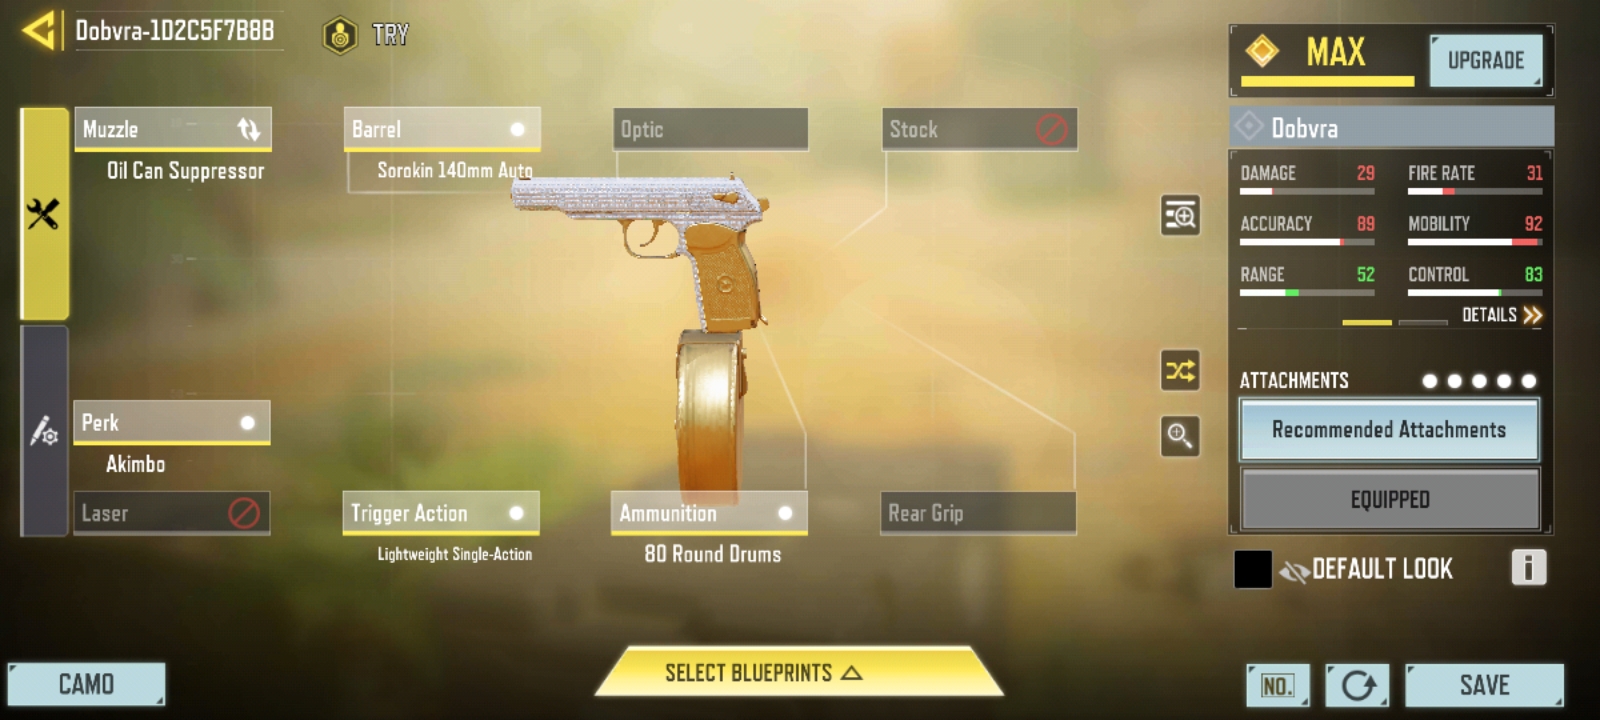 Dobvra-1D2C5F7B8B
TRY
MAX
UPGRADE
Muzzle
Oil Can Suppressor
Barrel
Sorokin 140mm Auto
Optic
Stock
Dobvra
DAMAGE 29
FIRE RATE 31
ACCURACY 89
MOBILITY 92
RANGE 52
CONTROL 83
DETAILS
ATTACHMENTS
Recommended Attachments
EQUIPPED
Perk
Akimbo
Laser
Trigger Action
Lightweight Single-Action
Ammunition
80 Round Drums
Rear Grip
DEFAULT LOOK
i
CAMO
SELECT BLUEPRINTS
NO.
SAVE